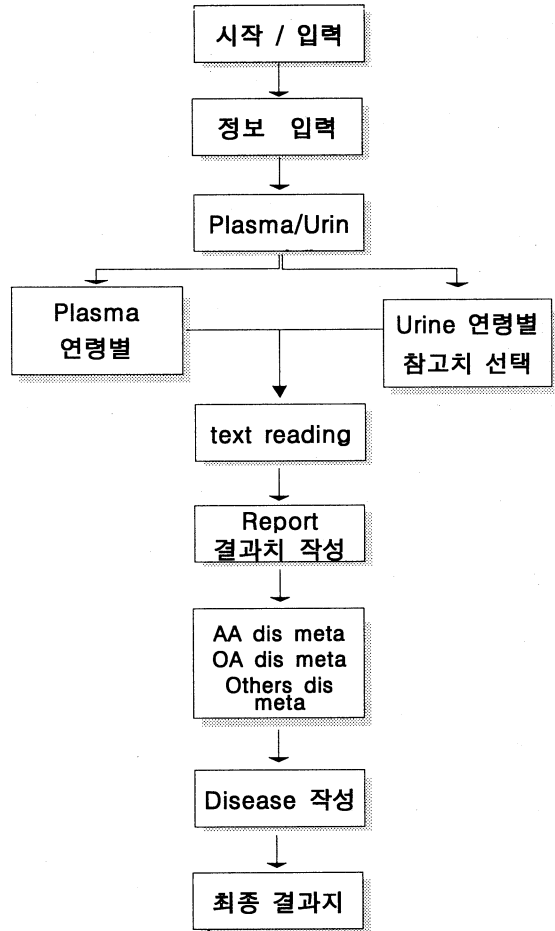 시작 / 입력
정보 입력
Plasma/Urin
Plasma
연령별
Urine 연령별
참고치 선택
text reading
Report
결과치 작성
AA dis meta
OA dis meta
Others dis
meta
Disease 작성
최종 결과지